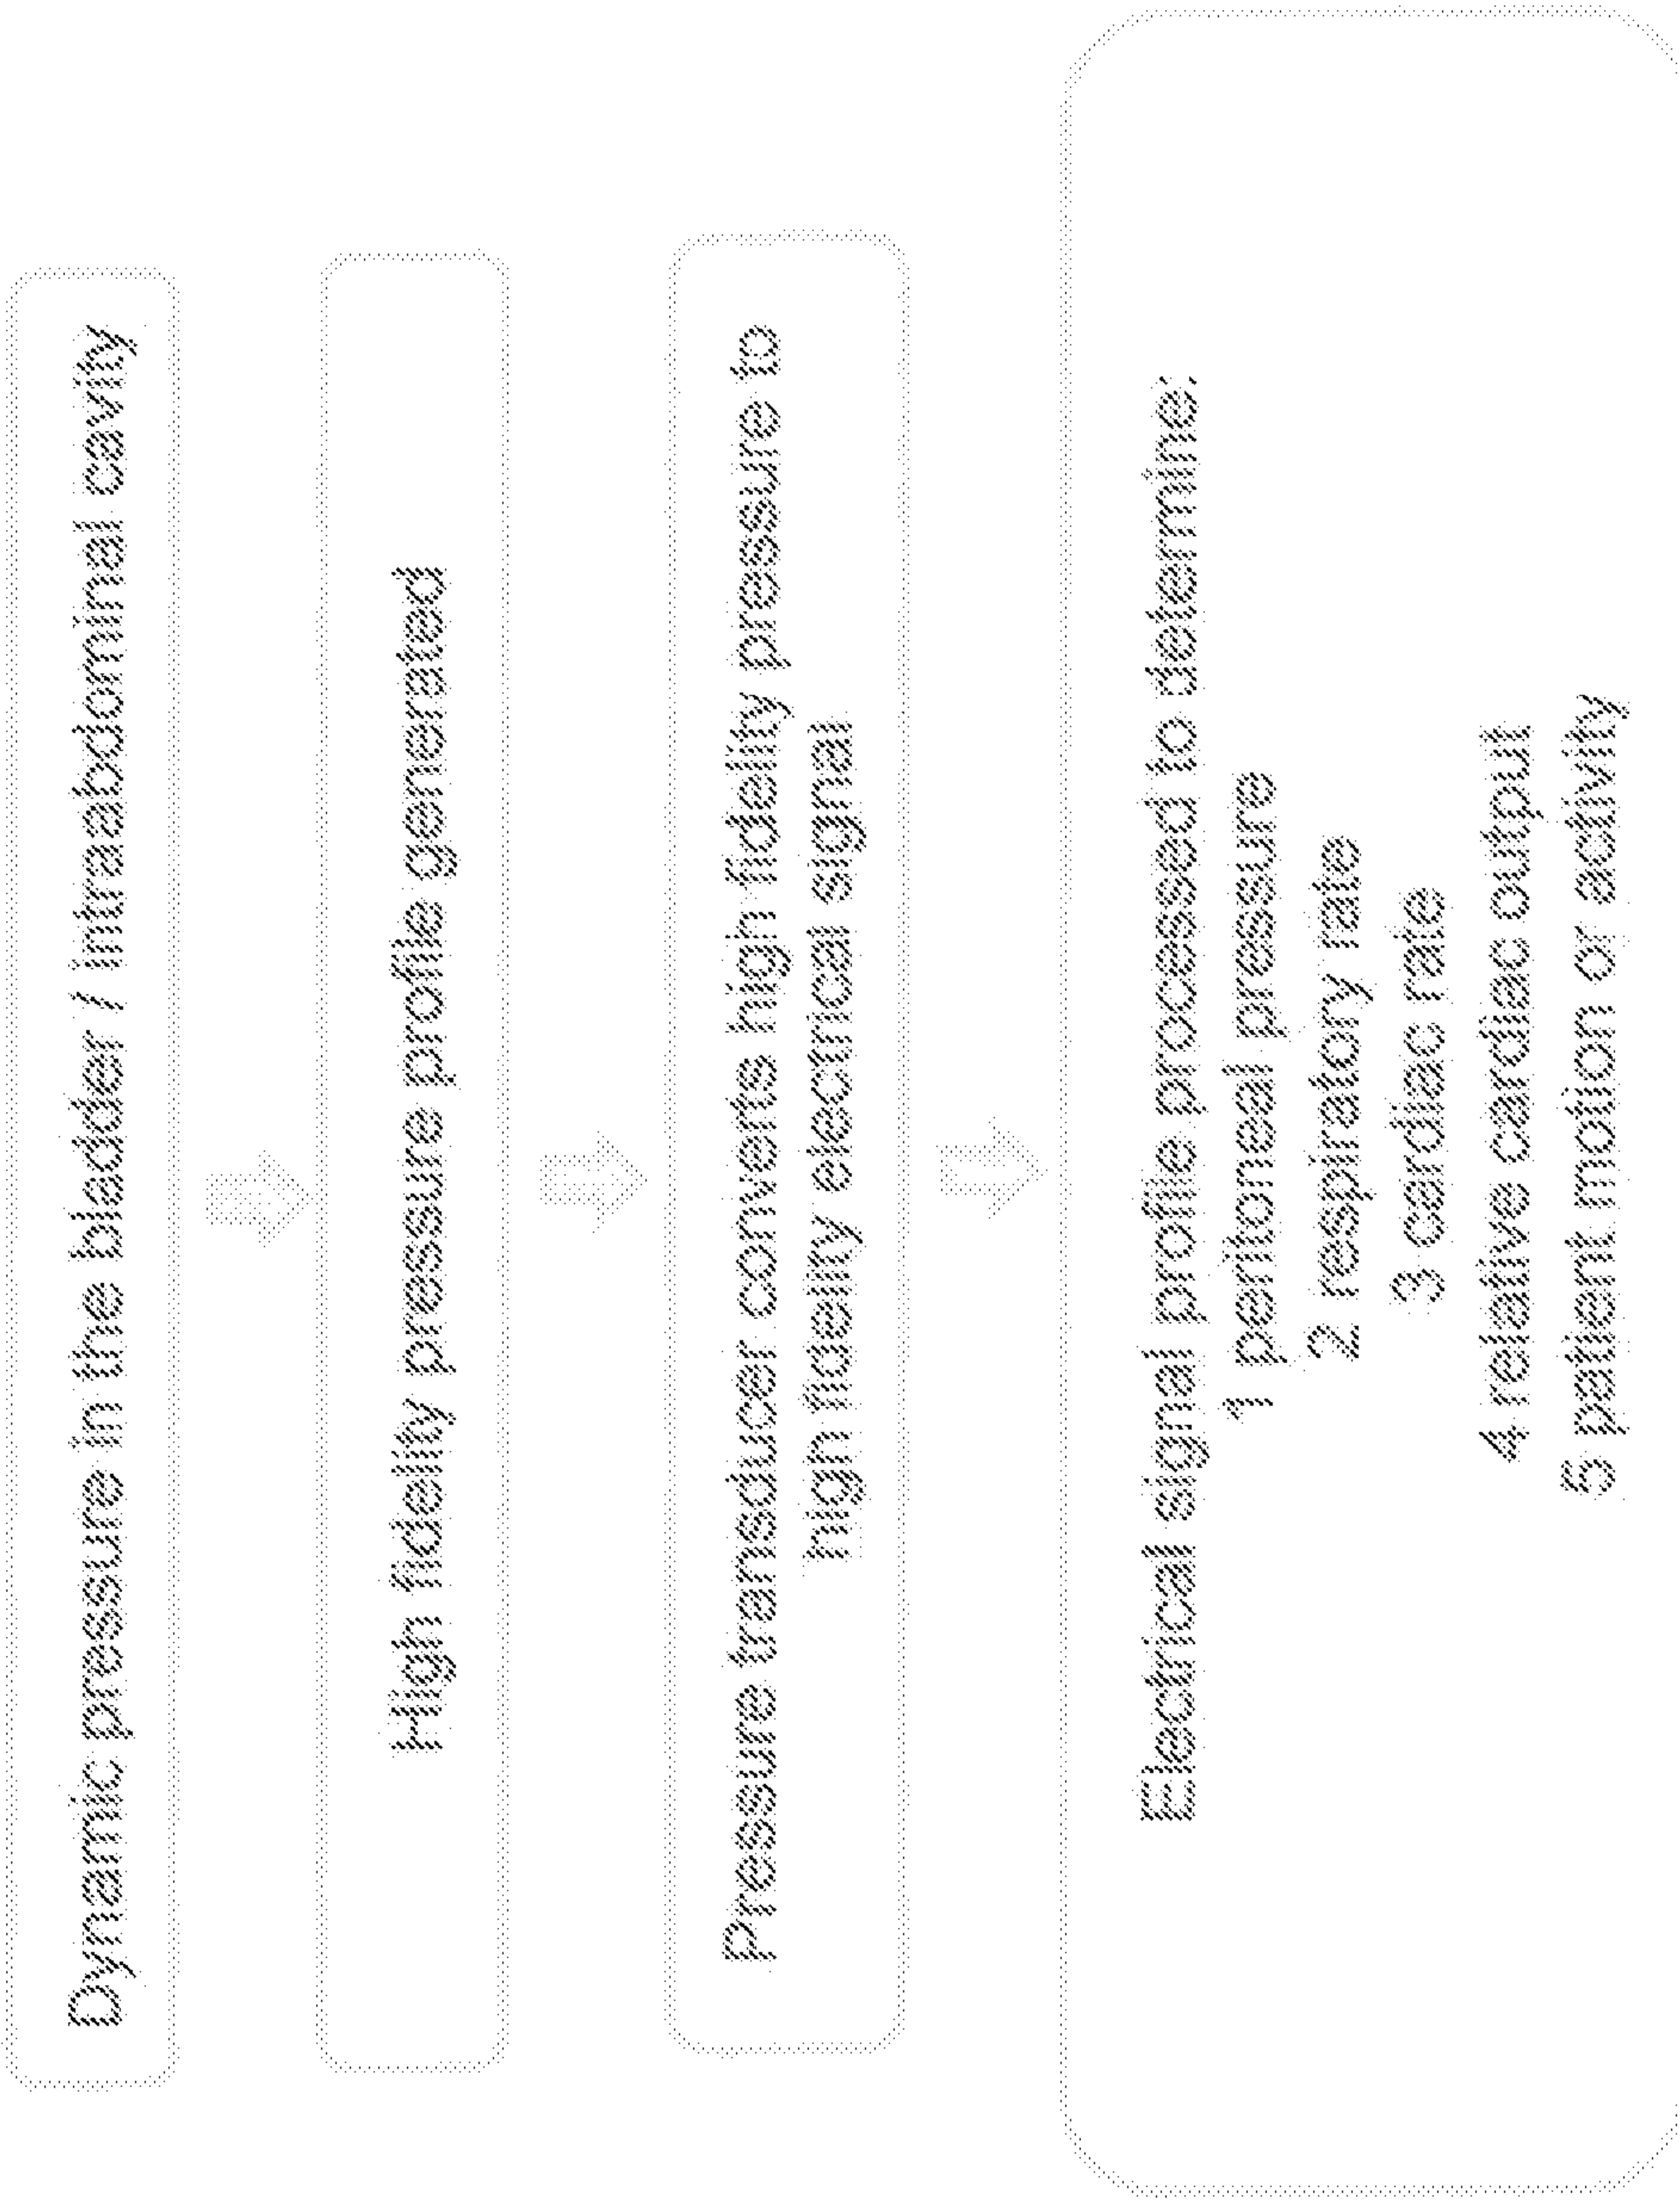 Dynamic pressure in the bladder / intraabdominal cavity
High fidelity pressure profile generated
Pressure transducer converts high fidelity pressure to
high fidelity electrical signal
Electrical signal profile processed to determine:
1 peritoneal pressure
2 respiratory rate
3 cardiac rate
4 relative cardiac output
5 patient motion or activity